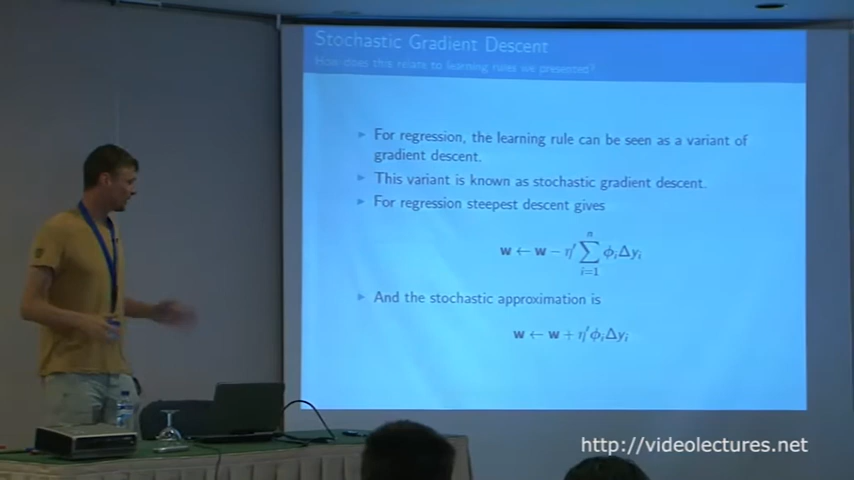 Stochastic Gradient Descent
How does this relate to learning rules we presented?
For regression, the learning rule can be seen as a variant of
gradient descent.
This variant is known as stochastic gradient descent.
For regression steepest descent gives
w ← w − η′ ∑ⁿᵢ₌₁ ϕᵢΔyᵢ
And the stochastic approximation is
w ← w + η′ϕᵢΔyᵢ
http://videolectures.net